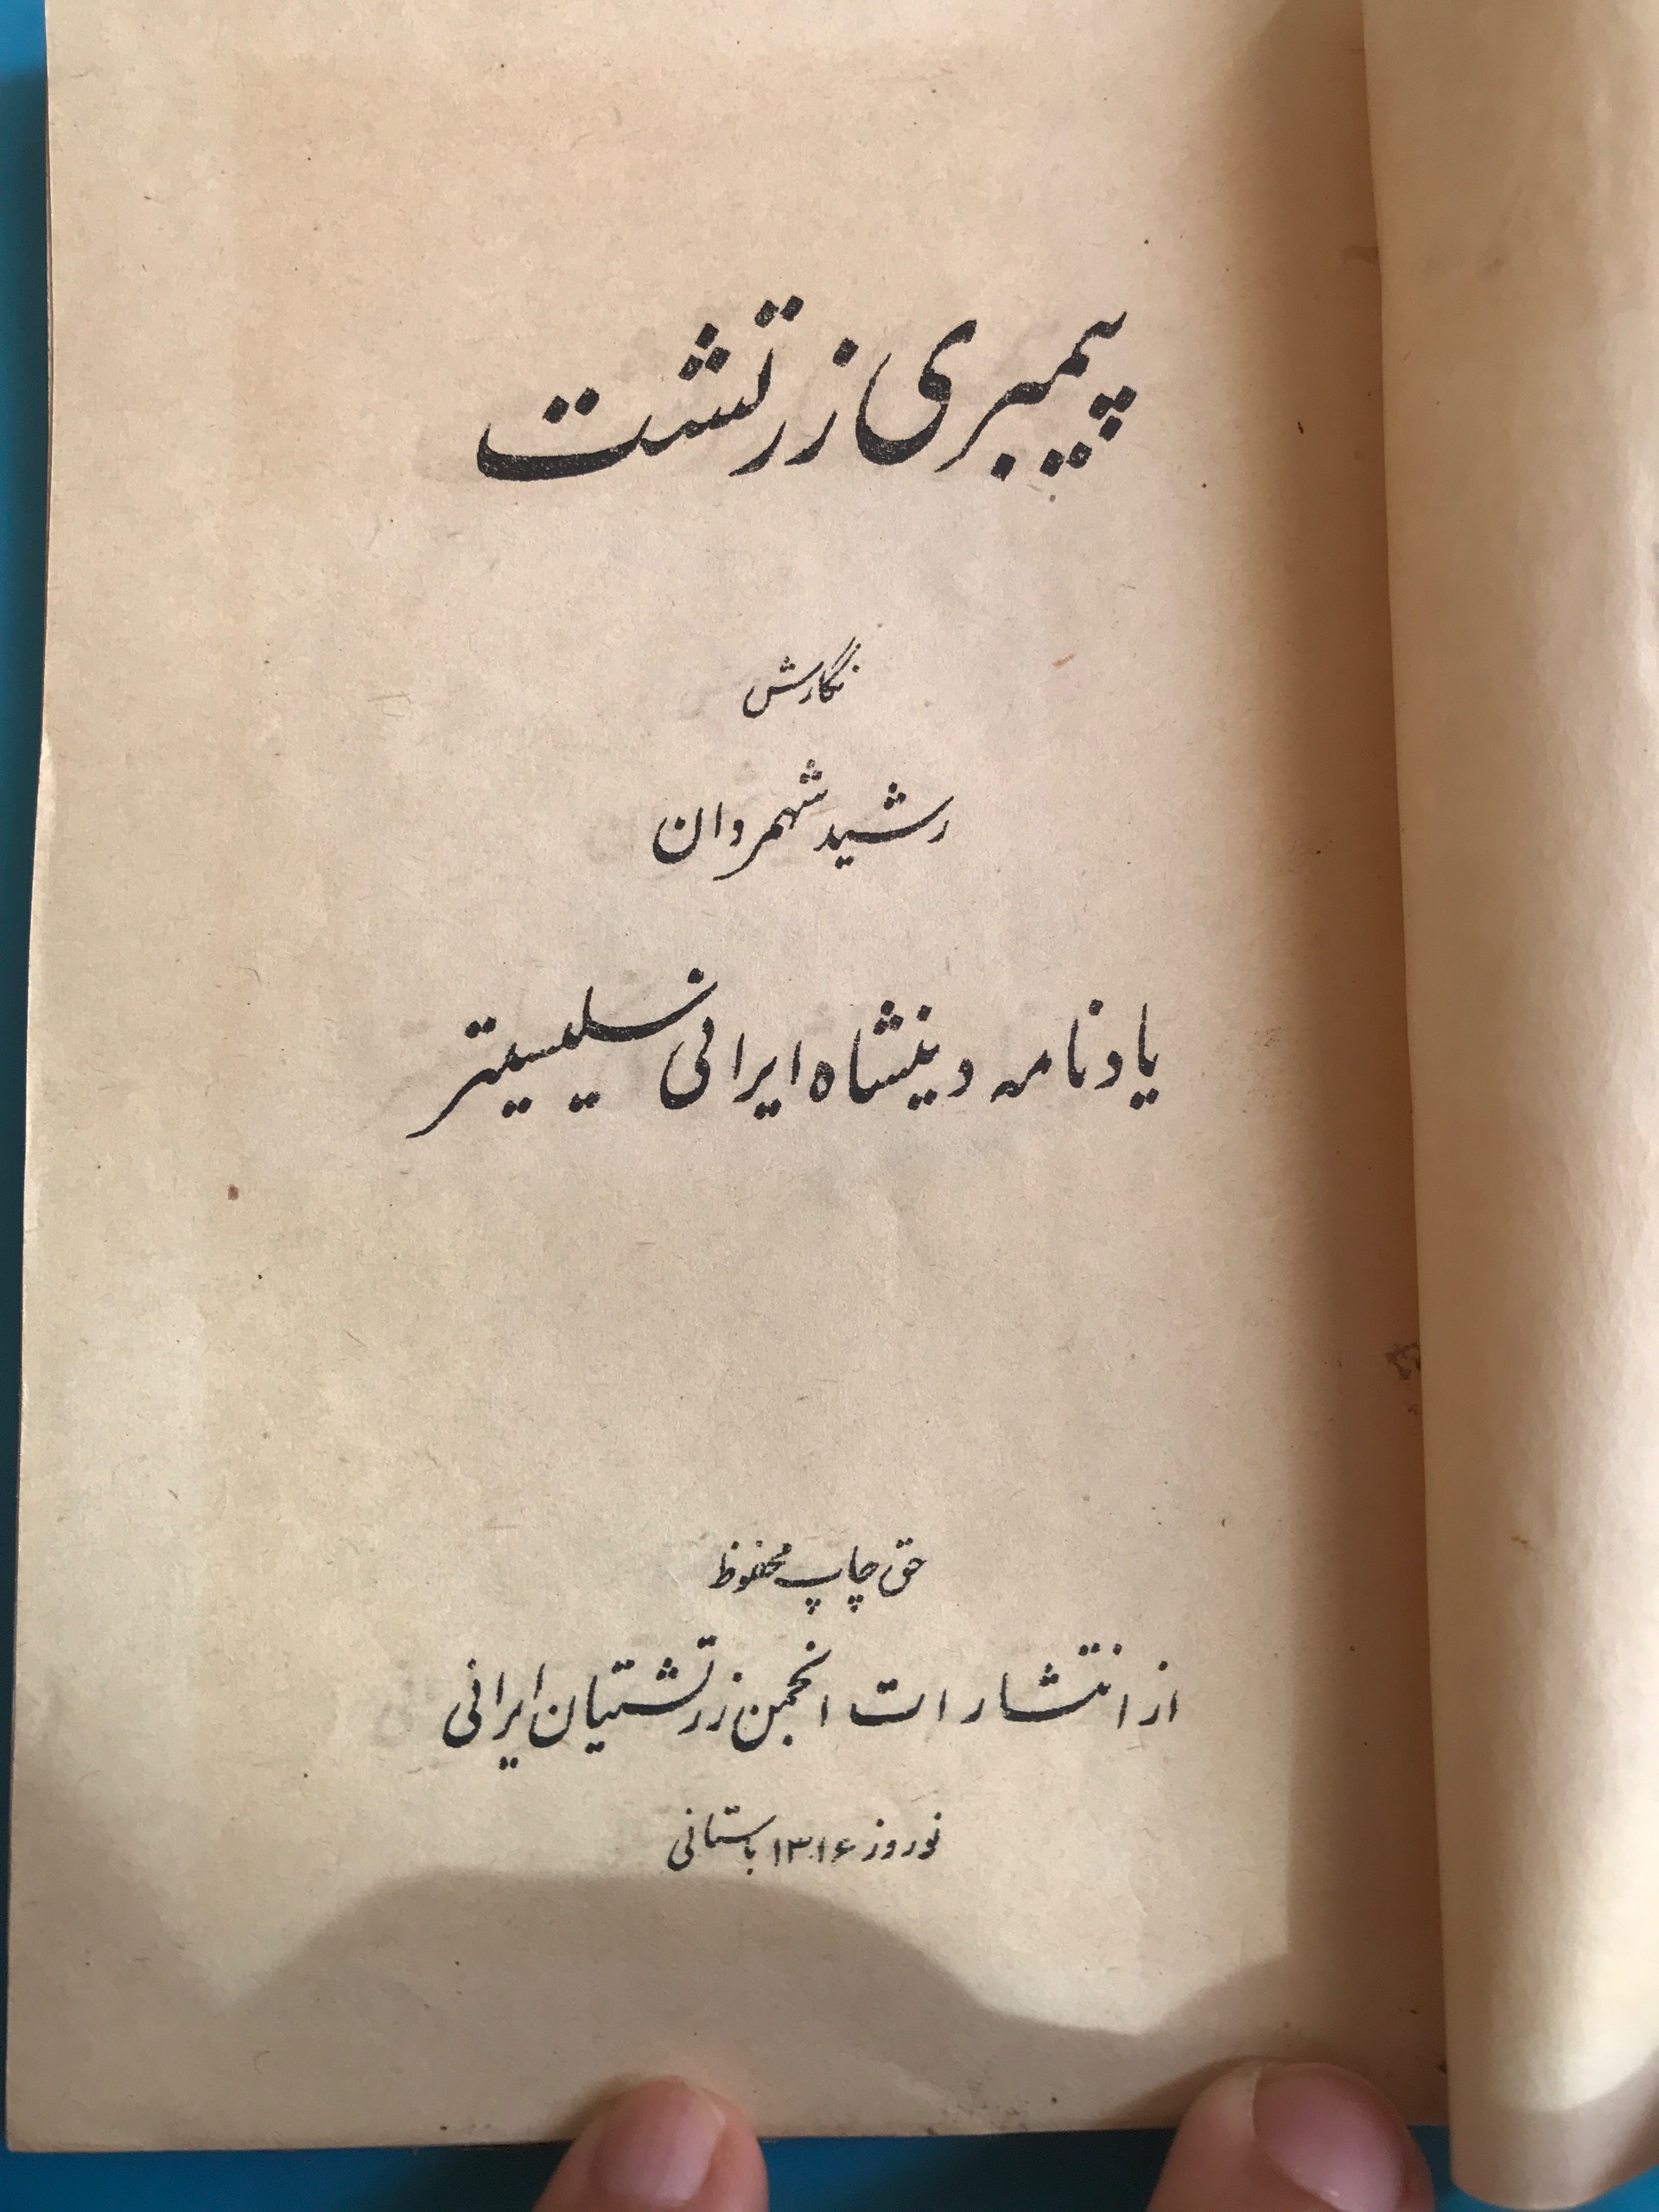 پیمبری زرتشت
نگارش
رشید شهمردان
یادنامه دینشاه ایرانی سلیسیتر
حق چاپ محفوظ
از انتشارات انجمن زرتشتیان ایرانی
نوروز ۱۳۱۶ باستانی